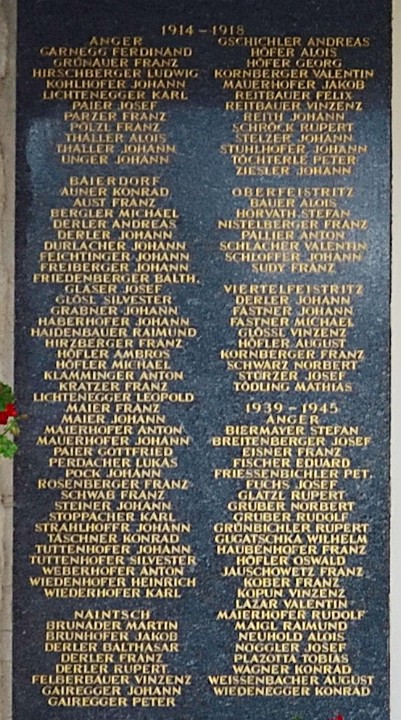 1914 – 1918
ANGER
GARNEGG FERDINAND
GRÜNAUER FRANZ
HIRSCHBERGER LUDWIG
KOHLHOFER JOHANN
LICHTENEGGER KARL
PAIER JOSEF
PARZER FRANZ
PÖLZL FRANZ
THALLER ALOIS
THALLER JOHANN
UNGER JOHANN
BAIERDORF
AUNER KONRAD
AUST FRANZ
BERGLER MICHAEL
DERLER ANDREAS
DERLER JOHANN
DURLACHER JOHANN
FEICHTINGER JOHANN
FREIBERGER JOHANN
FRIEDENBERGER BALTH.
GLÄSER JOSEF
GLÖSL SILVESTER
GRABNER JOHANN
HABERHOFER JOHANN
HAIDENBAUER RAIMUND
HIRZBERGER FRANZ
HÖFLER AMBROS
HÖFLER MICHAEL
KLAMMINGER ANTON
KRATZER FRANZ
LICHTENEGGER LEOPOLD
MAIER FRANZ
MAIER JOHANN
MAIERHOFER ANTON
MAUERHOFER JOHANN
PAIER GOTTFRIED
PERDACHER LUKAS
POCK JOHANN
ROSENBERGER FRANZ
SCHWAB FRANZ
STEINER JOHANN
STOPPACHER KARL
STRAHLHOFER JOHANN
TÄSCHNER KONRAD
TUTTENHOFER JOHANN
TUTTENHOFER SILVESTER
WEBERHOFER ANTON
WIEDENHOFER HEINRICH
WIEDERHOFER KARL
NAINTSCH
BRUNADER MARTIN
BRUNHOFER JAKOB
DERLER BALTHASAR
DERLER FRANZ
DERLER RUPERT
FELBERBAUER VINZENZ
GAIREGGER JOHANN
GAIREGGER PETER
GSCHICHLER ANDREAS
HÖFER ALOIS
HÖFER GEORG
KORNBERGER VALENTIN
MAUERHOFER JAKOB
REITBAUER FELIX
REITBAUER VINZENZ
REITH JOHANN
SCHRÖCK RUPERT
STELZER JOHANN
STUHLHOFER JOHANN
TÖCHTERLE PETER
ZIESLER JOHANN
OBERFEISTRITZ
BAUER ALOIS
HORVATH STEFAN
NISTELBERGER FRANZ
PALLIER ANTON
SCHLACHER VALENTIN
SCHLOFFER JOHANN
SUDY FRANZ
VIERTELFEISTRITZ
DERLER JOHANN
FASTNER JOHANN
FASTNER MICHAEL
GLÖSSL VINZENZ
HÖFLER AUGUST
KORNBERGER FRANZ
SCHWARZ NORBERT
STÜRZER JOSEF
TÖDLING MATHIAS
1939 – 1945
ANGER
BIERMAYER STEFAN
BREITENBERGER JOSEF
EISNER FRANZ
FISCHER EDUARD
FRIESSENBICHLER PET.
FUCHS JOSEF
GLATZL RUPERT
GRUBER NORBERT
GRUBER RUDOLF
GRÜNBICHLER RUPERT
GUGATSCHKA WILHELM
HAUBENHOFER FRANZ
HÖFLER OSWALD
JAUSCHOWETZ FRANZ
KOBER FRANZ
KOPUN VINZENZ
LAZAR VALENTIN
MAIERHOFER RUDOLF
MAIGL RAIMUND
NEUHOLD ALOIS
NÖGGLER JOSEF
PLAZOTTA TOBIAS
WAGNER KONRAD
WEISSENBACHER AUGUST
WIEDENEGGER KONRAD